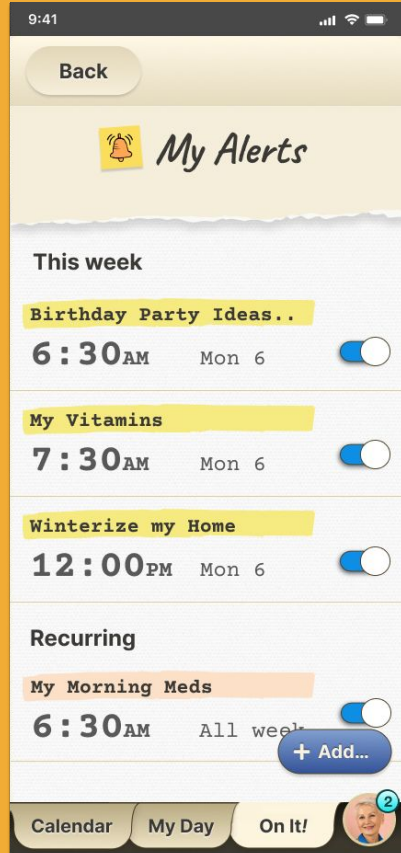 9:41
Back
My Alerts
This week
Birthday Party Ideas..
6:30AM Mon 6
My Vitamins
7:30AM Mon 6
Winterize my Home
12:00PM Mon 6
Recurring
My Morning Meds
6:30AM All week
+ Add...
2
Calendar My Day On It!